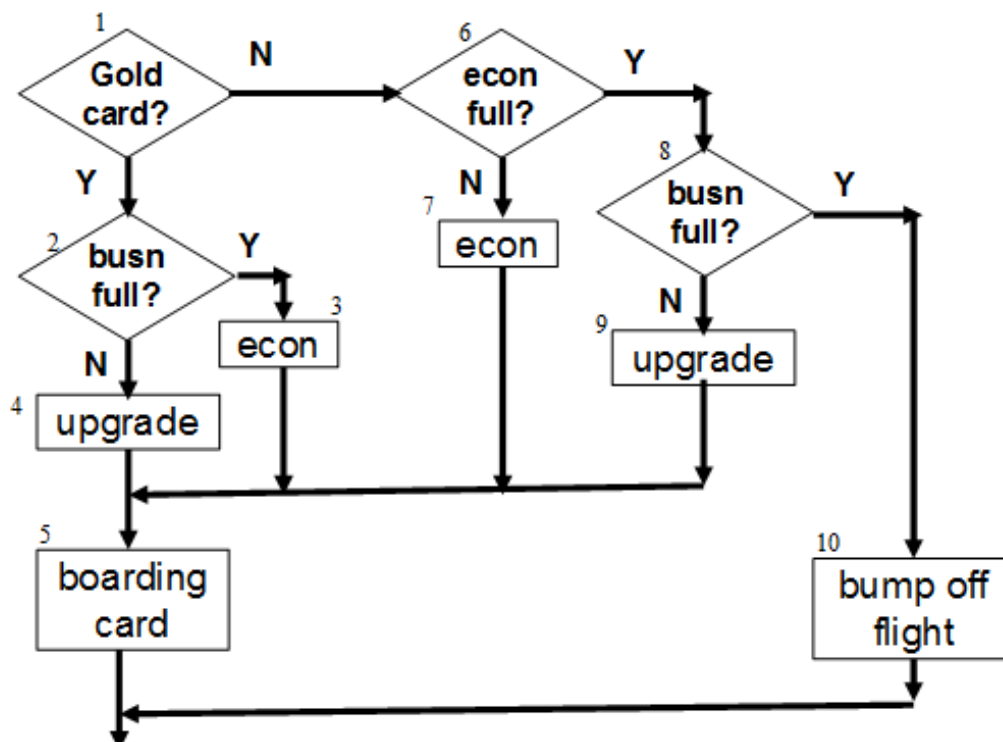 1
Gold
card?
N
6
econ
full?
Y
Y
N
8
busn
full?
Y
2
busn
full?
Y
7
econ
3
econ
N
N
9
upgrade
4
upgrade
5
boarding
card
10
bump off
flight